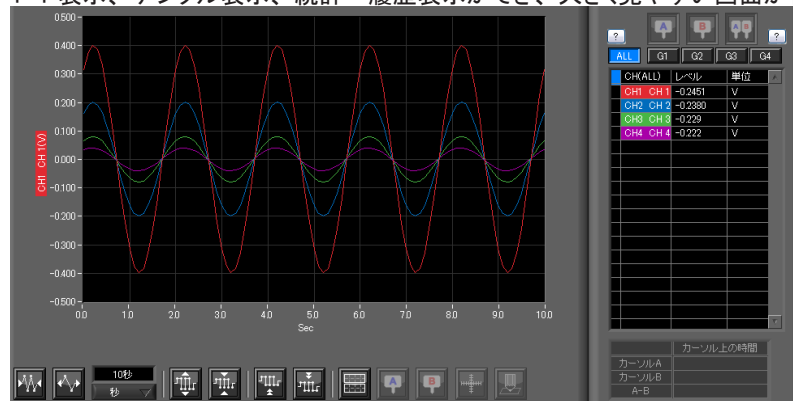 Y-T表示、デジタル表示、統計・履歴表示ができ、大きく見やすい画面が
0.500
0.400
0.300
0.200
0.100
0.000
-0.100
-0.200
-0.300
-0.400
-0.500
CH1 CH 1(V)
0.0 1.0 2.0 3.0 4.0 5.0 6.0 7.0 8.0 9.0 10.0
Sec
10秒
秒
A B
? A B A B ?
ALL G1 G2 G3 G4
CH(ALL) レベル 単位
CH1 CH 1 -0.2451 V
CH2 CH 2 -0.2380 V
CH3 CH 3 -0.229 V
CH4 CH 4 -0.222 V
カーソル上の時間
カーソルA
カーソルB
A-B